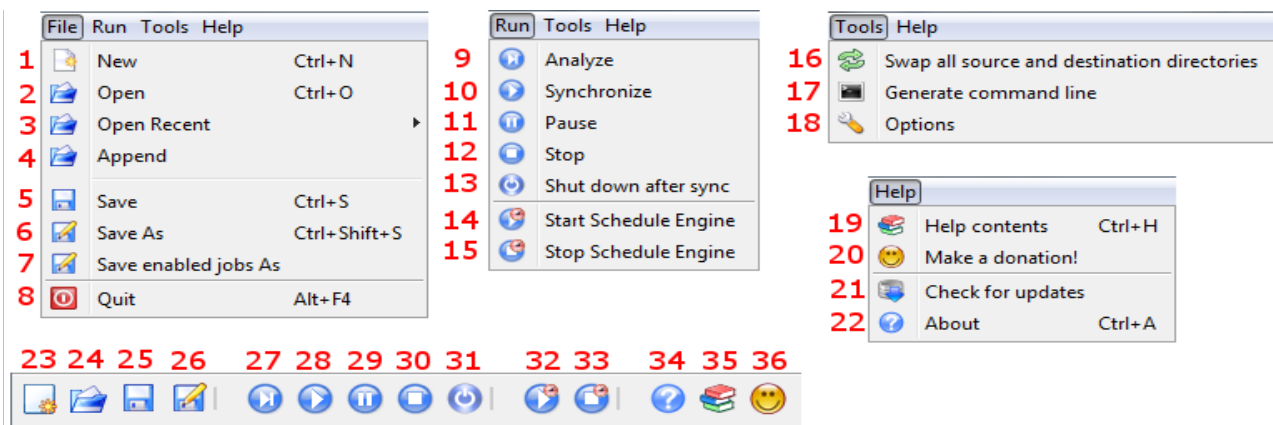 File Run Tools Help
1 New Ctrl+N
2 Open Ctrl+O
3 Open Recent
4 Append
5 Save Ctrl+S
6 Save As Ctrl+Shift+S
7 Save enabled jobs As
8 Quit Alt+F4
Run Tools Help
9 Analyze
10 Synchronize
11 Pause
12 Stop
13 Shut down after sync
14 Start Schedule Engine
15 Stop Schedule Engine
Tools Help
16 Swap all source and destination directories
17 Generate command line
18 Options
Help
19 Help contents Ctrl+H
20 Make a donation!
21 Check for updates
22 About Ctrl+A
23 24 25 26 27 28 29 30 31 32 33 34 35 36